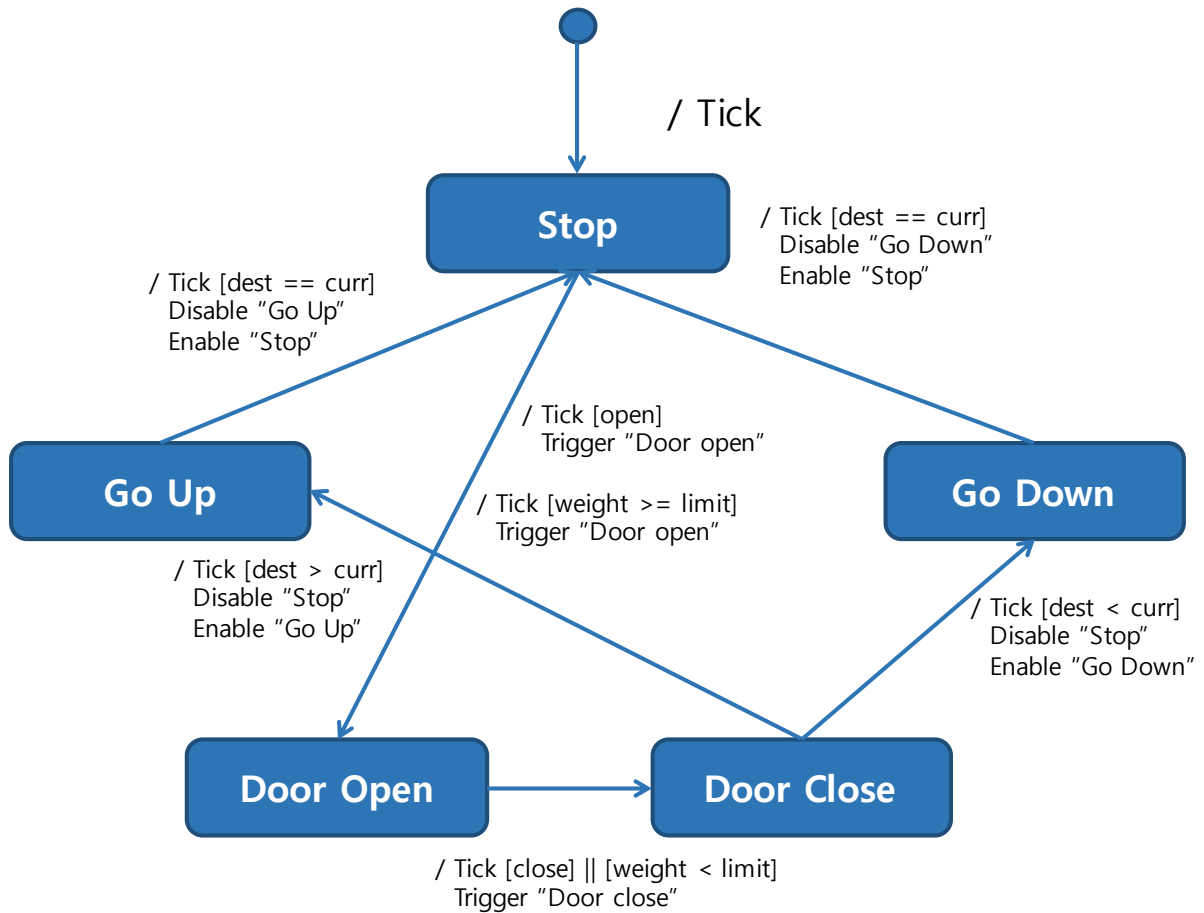 / Tick
Stop
/ Tick [dest == curr]
Disable “Go Down”
Enable “Stop”
/ Tick [dest == curr]
Disable “Go Up”
Enable “Stop”
/ Tick [open]
Trigger “Door open”
Go Up
Go Down
/ Tick [weight >= limit]
Trigger “Door open”
/ Tick [dest > curr]
Disable “Stop”
Enable “Go Up”
/ Tick [dest < curr]
Disable “Stop”
Enable “Go Down”
Door Open
Door Close
/ Tick [close] || [weight < limit]
Trigger “Door close”